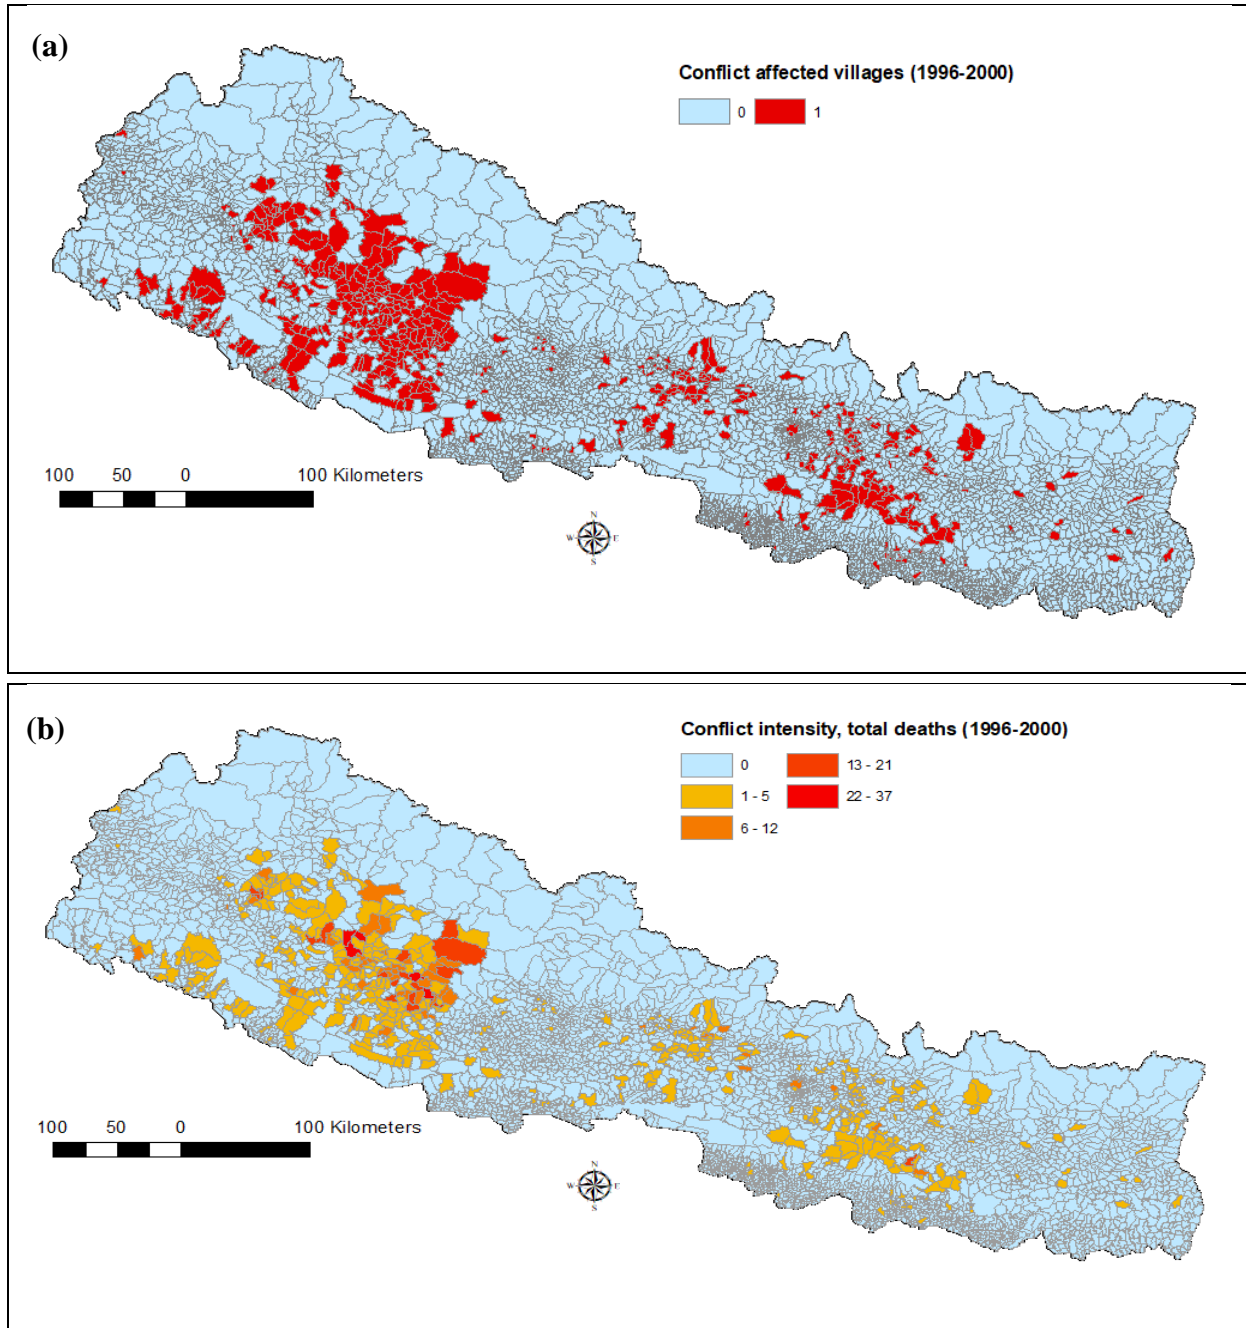 (a)
Conflict affected villages (1996-2000)
0 1
100 50 0 100 Kilometers
N
W E
S
(b)
Conflict intensity, total deaths (1996-2000)
0 13 - 21
1 - 5 22 - 37
6 - 12
100 50 0 100 Kilometers
N
W E
S